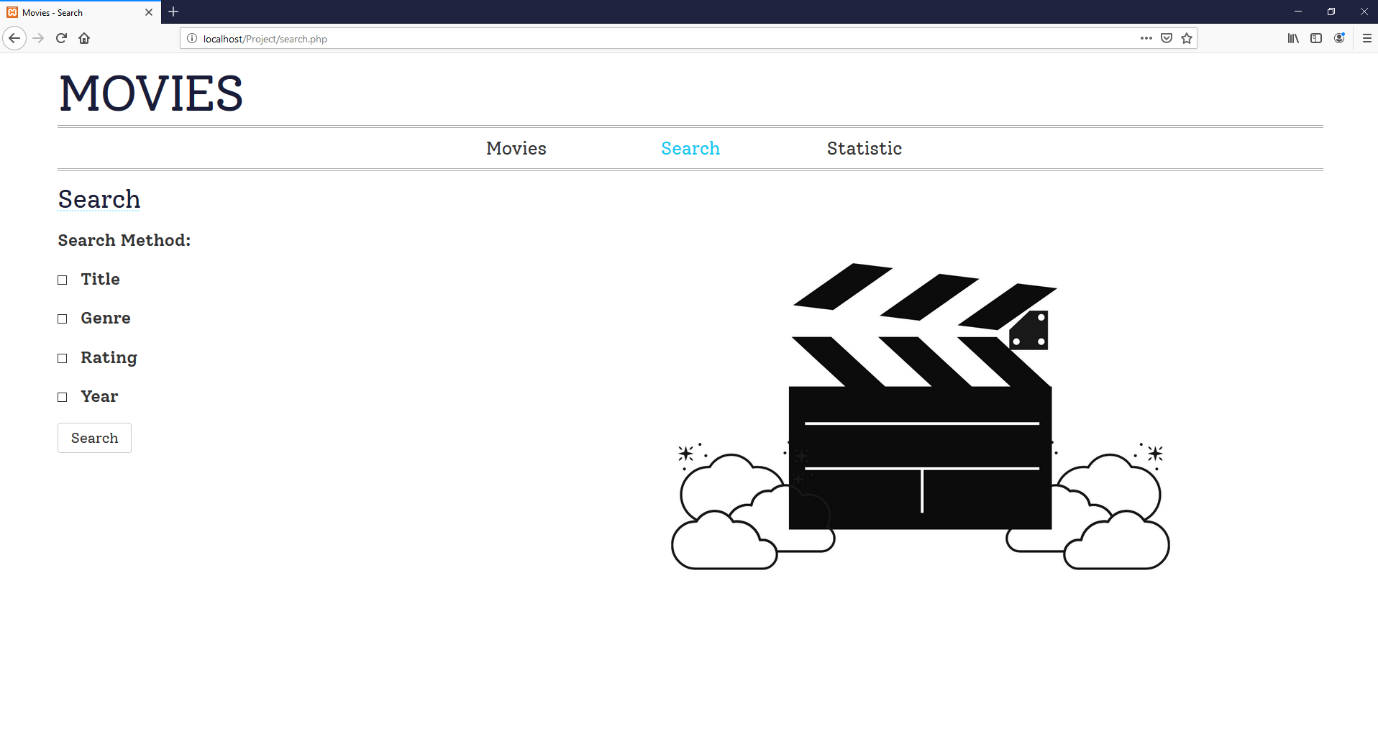 Movies - Search
localhost/Project/search.php
MOVIES
Movies Search Statistic
Search
Search Method:
Title
Genre
Rating
Year
Search